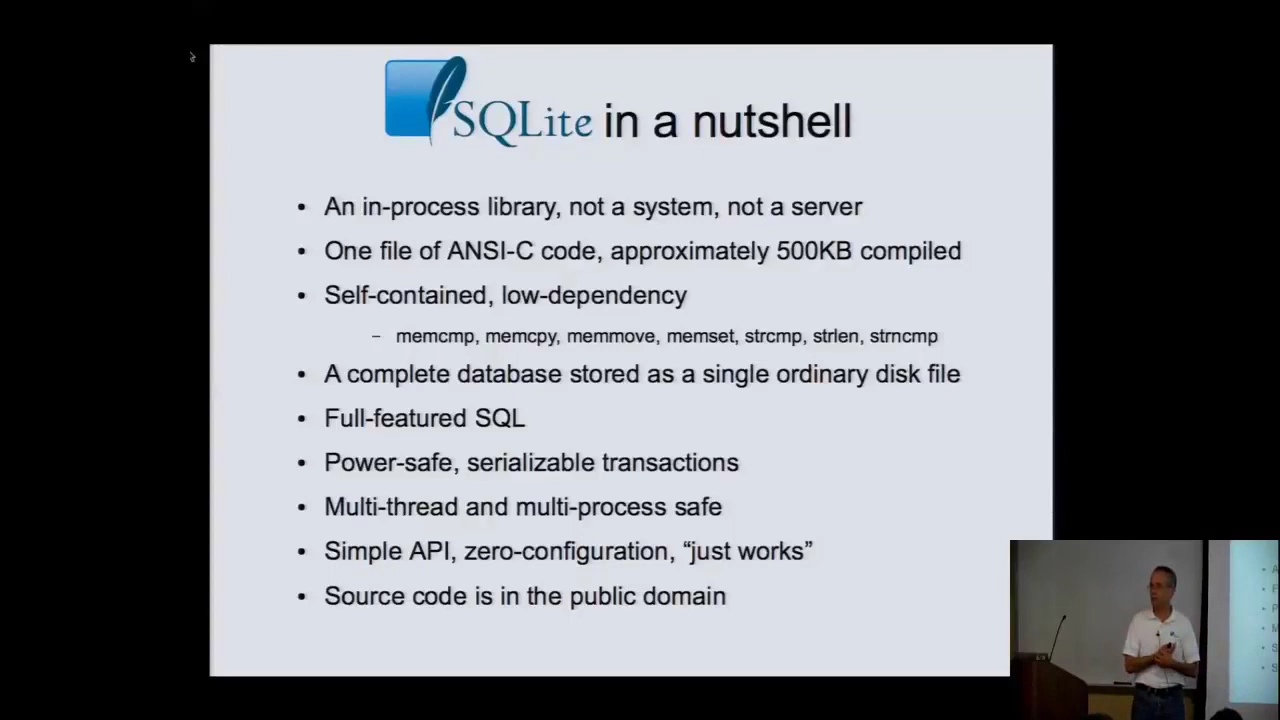 SQLite in a nutshell
• An in-process library, not a system, not a server
• One file of ANSI-C code, approximately 500KB compiled
• Self-contained, low-dependency
– memcmp, memcpy, memmove, memset, strcmp, strlen, strncmp
• A complete database stored as a single ordinary disk file
• Full-featured SQL
• Power-safe, serializable transactions
• Multi-thread and multi-process safe
• Simple API, zero-configuration, “just works”
• Source code is in the public domain